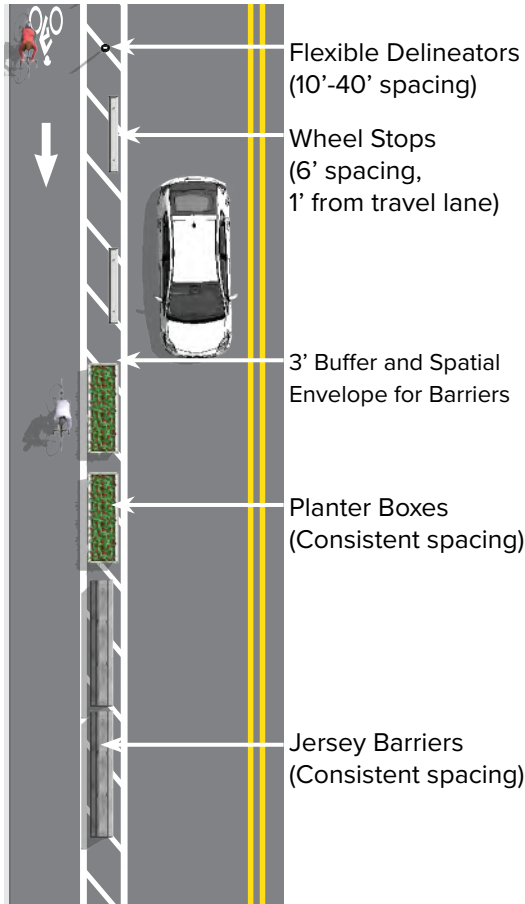 Flexible Delineators
(10’-40’ spacing)
Wheel Stops
(6’ spacing,
1’ from travel lane)
3’ Buffer and Spatial
Envelope for Barriers
Planter Boxes
(Consistent spacing)
Jersey Barriers
(Consistent spacing)